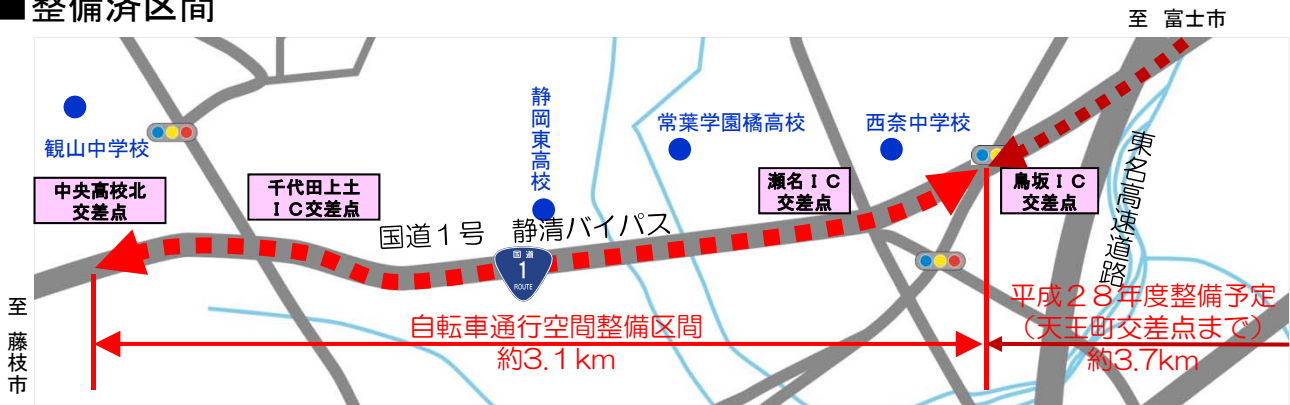 ■整備済区間
至 富士市
観山中学校
静岡東高校
常葉学園橘高校
西奈中学校
東名高速道路
中央高校北
交差点
千代田上土
ＩＣ交差点
瀬名ＩＣ
交差点
鳥坂ＩＣ
交差点
国道１号 静清バイパス
国道
1
ROUTE
至 藤枝市
自転車通行空間整備区間
約3.1km
平成２８年度整備予定
（天王町交差点まで）
約3.7km